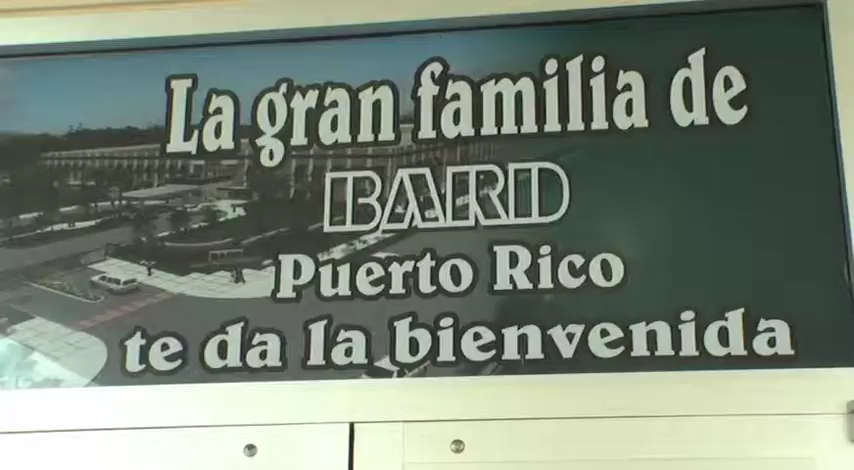 La gran familia de
BARD
Puerto Rico
te da la bienvenida